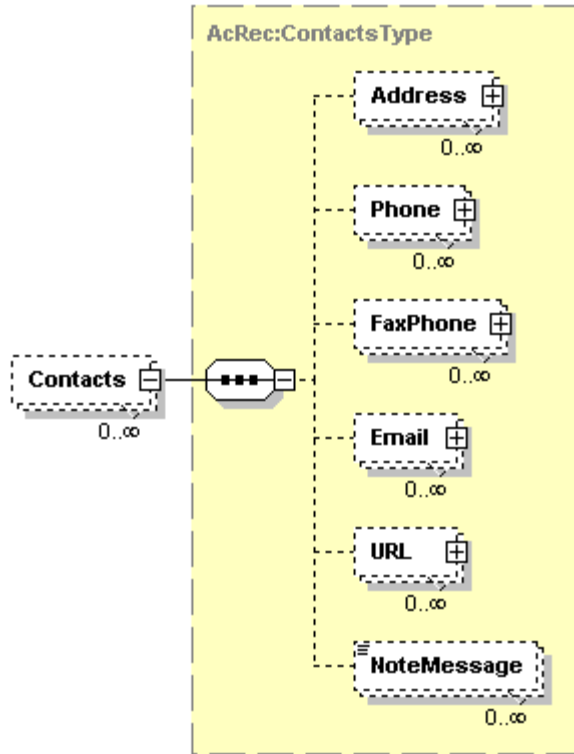 AcRec:ContactsType
Address
0..∞
Phone
0..∞
FaxPhone
0..∞
Contacts
0..∞
Email
0..∞
URL
0..∞
NoteMessage
0..∞